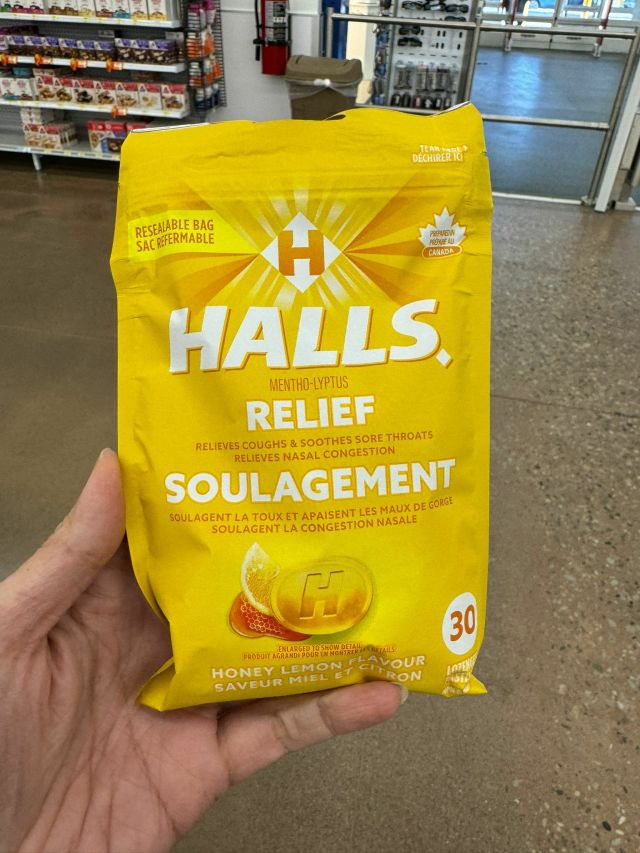 TEAR HERE
DÉCHIRER ICI
RESEALABLE BAG
SAC REFERMABLE
PREPARED IN
PRÉPARÉ AU
CANADA
H
HALLS
MENTHO-LYPTUS
RELIEF
RELIEVES COUGHS & SOOTHES SORE THROATS
RELIEVES NASAL CONGESTION
SOULAGEMENT
SOULAGENT LA TOUX ET APAISENT LES MAUX DE GORGE
SOULAGENT LA CONGESTION NASALE
H
30
ENLARGED TO SHOW DETAIL
PRODUIT AGRANDI POUR EN MONTRER LES DÉTAILS
HONEY LEMON FLAVOUR
SAVEUR MIEL ET CITRON